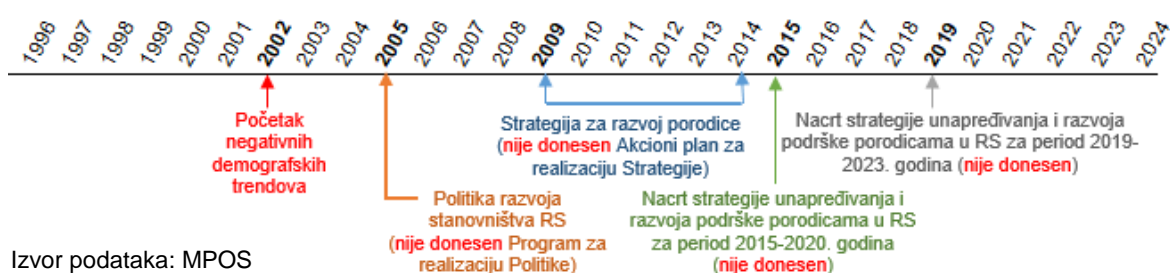 1996 1997 1998 1999 2000 2001 2002 2003 2004 2005 2006 2007 2008 2009 2010 2011 2012 2013 2014 2015 2016 2017 2018 2019 2020 2021 2022 2023 2024
Početak
negativnih
demografskih
trendova
Politika razvoja
stanovništva RS
(nije donesen Program za
realizaciju Politike)
Strategija za razvoj porodice
(nije donesen Akcioni plan za
realizaciju Strategije)
Nacrt strategije unapređivanja i
razvoja podrške porodicama u RS
za period 2015-2020. godina
(nije donesen)
Nacrt strategije unapređivanja i razvoja
podrške porodicama u RS za period 2019-
2023. godina (nije donesen)
Izvor podataka: MPOS